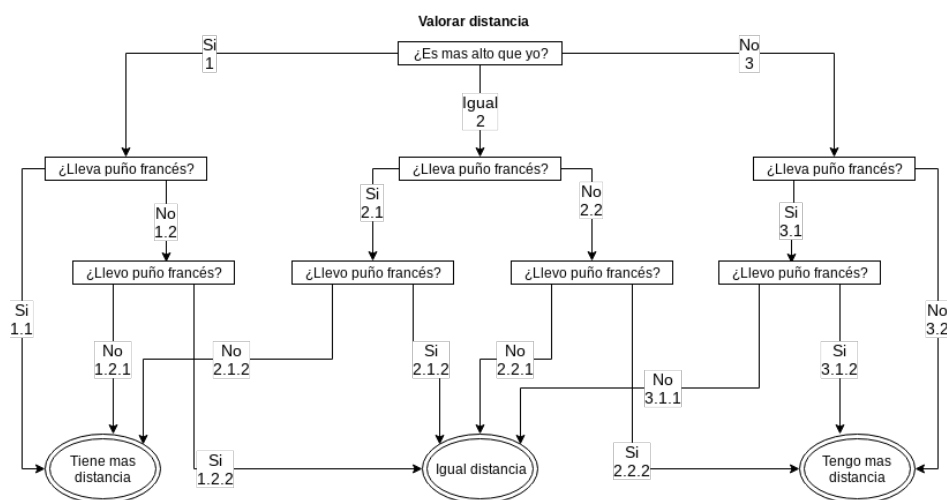 Valorar distancia
¿Es mas alto que yo?
Si
1
No
3
Igual
2
¿Lleva puño francés?
¿Lleva puño francés?
¿Lleva puño francés?
No
1.2
Si
2.1
No
2.2
Si
3.1
¿Llevo puño francés?
¿Llevo puño francés?
¿Llevo puño francés?
¿Llevo puño francés?
Si
1.1
No
3.2
No
1.2.1
No
2.1.2
Si
2.1.2
No
2.2.1
No
3.1.1
Si
3.1.2
Tiene mas
distancia
Si
1.2.2
Igual distancia
Si
2.2.2
Tengo mas
distancia